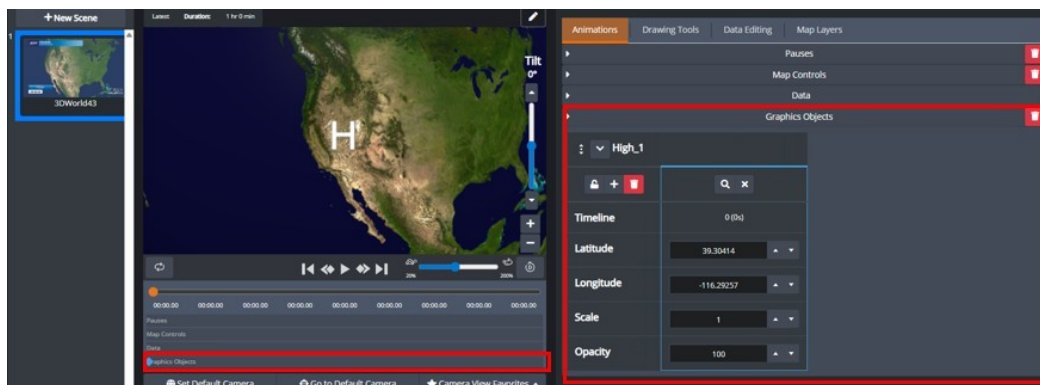 + New Scene
1
3DWorld43
Latest Duration: 1 hr 0 min
Tilt
0°
H
+
−
20%
200%
00:00.00 00:00.00 00:00.00 00:00.00 00:00.00 00:00.00 00:00.00 00:00.00 00:00.00
Pauses
Map Controls
Data
Graphics Objects
Set Default Camera Go to Default Camera Camera View Favorites
Animations Drawing Tools Data Editing Map Layers
Pauses
Map Controls
Data
Graphics Objects
High_1
Timeline 0 (0s)
Latitude 39.30414
Longitude -116.29257
Scale 1
Opacity 100